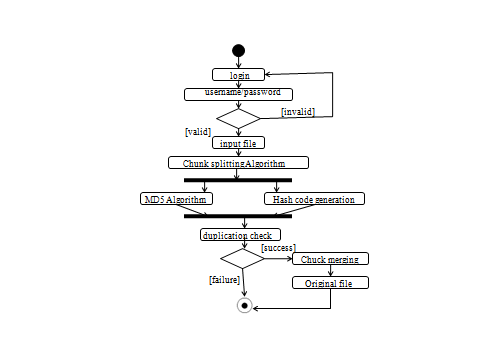 login
username/password
[invalid]
[valid]
input file
Chunk splittingAlgorithm
MD5 Algorithm
Hash code generation
duplication check
[success]
Chuck merging
[failure]
Original file